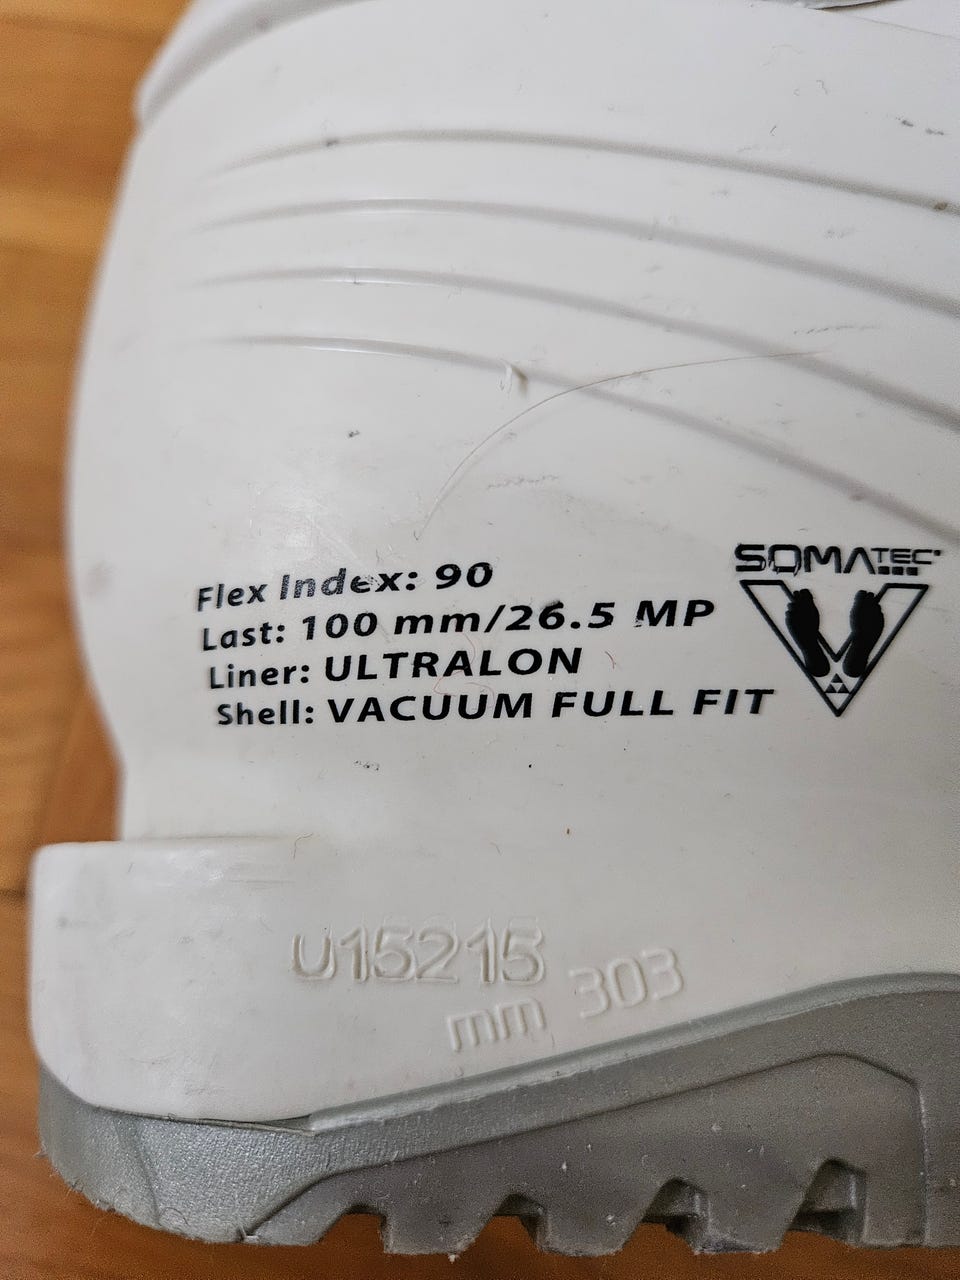 SOMATEC
Flex Index: 90
Last: 100 mm/26.5 MP
Liner: ULTRALON
Shell: VACUUM FULL FIT
U15215
mm 303